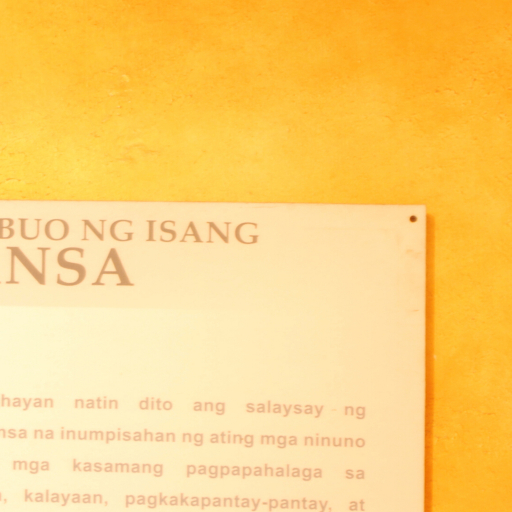 BUO NG ISANG
NSA
hayan natin dito ang salaysay ng
nsa na inumpisahan ng ating mga ninuno
mga kasamang pagpapahalaga sa
kalayaan, pagkakapantay-pantay, at